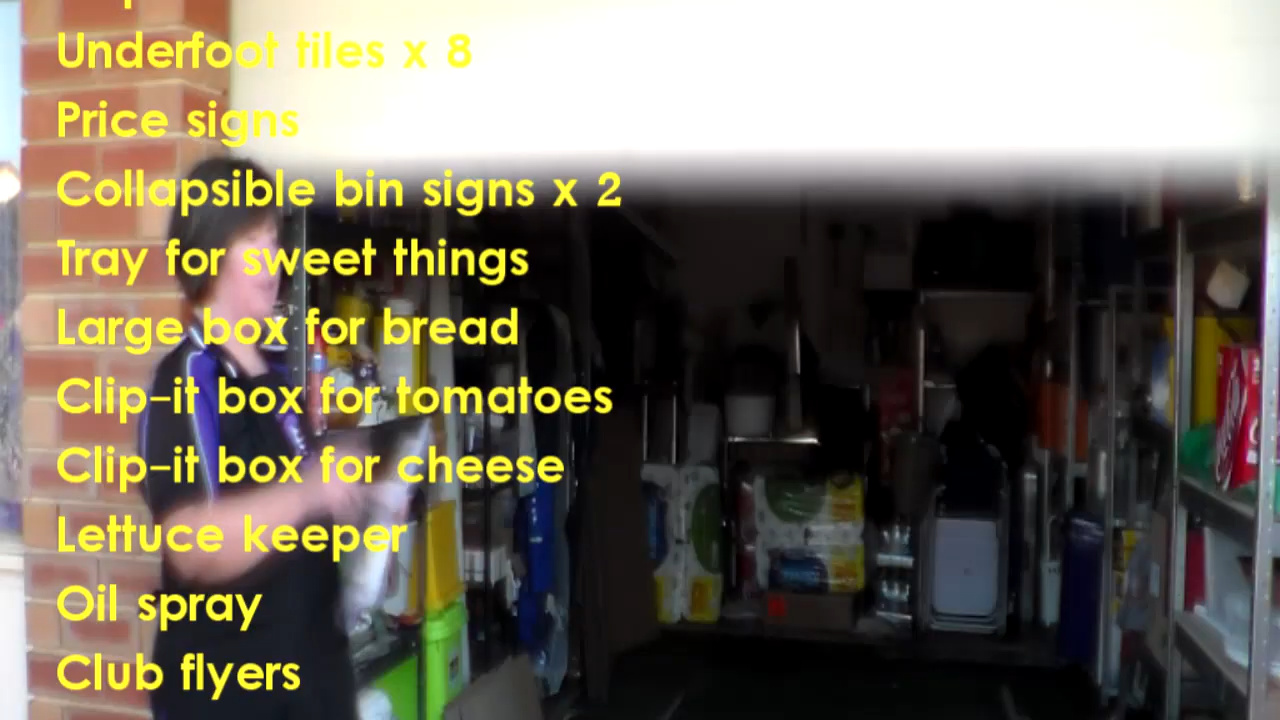 Underfoot tiles x 8
Price signs
Collapsible bin signs x 2
Tray for sweet things
Large box for bread
Clip-it box for tomatoes
Clip-it box for cheese
Lettuce keeper
Oil spray
Club flyers